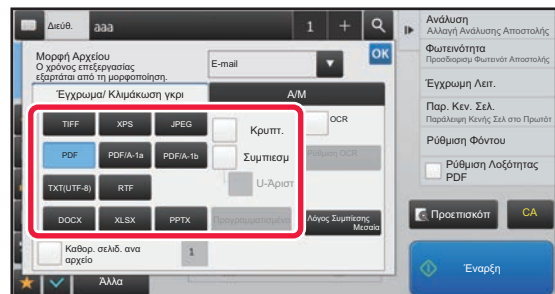 Διεύθ.
aaa
1
Μορφή Αρχείου
Ο χρόνος επεξεργασίας
εξαρτάται από τη μορφοποίηση.
E-mail
OK
Έγχρωμα/ Κλιμάκωση γκρι
Α/Μ
TIFF
XPS
JPEG
Κρυπτ.
OCR
PDF
PDF/A-1a
PDF/A-1b
Συμπιεσμ
Ρύθμιση OCR
TXT(UTF-8)
RTF
U-Άριστ
DOCX
XLSX
PPTX
Προγραμματισμένο
Λόγος Συμπίεσης
Μεσαία
Καθορ. σελιδ. ανα
αρχείο
1
Άλλα
Ανάλυση
Αλλαγή Ανάλυσης Αποστολής
Φωτεινότητα
Προσδιορισμ Φωτεινότ Αποστολής
Έγχρωμη Λειτ.
Παρ. Κεν. Σελ.
Παράλειψη Κενής Σελ στο Πρωτότ
Ρύθμιση Φόντου
Ρύθμιση Λοξότητας
PDF
Προεπισκόπ
CA
Έναρξη